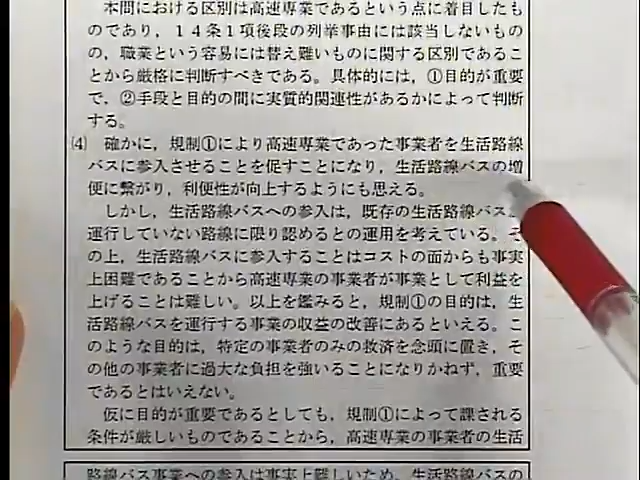 本問における区別は高速専業であるという点に着目したも
のであり，１４条１項後段の列挙事由には該当しないもの
の，職業という容易には替え難いものに関する区別であるこ
とから厳格に判断すべきである。具体的には，①目的が重要
で，②手段と目的の間に実質的関連性があるかによって判断
する。
⑷　確かに，規制①により高速専業であった事業者を生活路線
バスに参入させることを促すことになり，生活路線バスの増
便に繋がり，利便性が向上するようにも思える。
しかし，生活路線バスへの参入は，既存の生活路線バス
運行していない路線に限り認めるとの運用を考えている。そ
の上，生活路線バスに参入することはコストの面からも事実
上困難であることから高速専業の事業者が事業として利益を
上げることは難しい。以上を鑑みると，規制①の目的は，生
活路線バスを運行する事業の収益の改善にあるといえる。こ
のような目的は，特定の事業者のみの救済を念頭に置き，そ
の他の事業者に過大な負担を強いることになりかねず，重要
であるとはいえない。
仮に目的が重要であるとしても，規制①によって課される
条件が厳しいものであることから，高速専業の事業者の生活
路線バス事業への参入は事実上難しいため，生活路線バスの